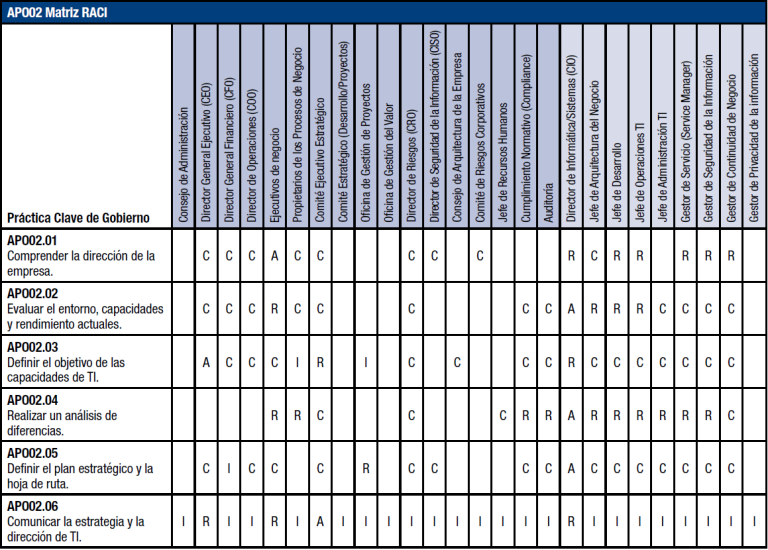 APO02 Matriz RACI
Práctica Clave de Gobierno
Consejo de Administración
Director General Ejecutivo (CEO)
Director General Financiero (CFO)
Director de Operaciones (COO)
Ejecutivos de negocio
Propietarios de los Procesos de Negocio
Comité Ejecutivo Estratégico
Comité Estratégico (Desarrollo/Proyectos)
Oficina de Gestión de Proyectos
Oficina de Gestión del Valor
Director de Riesgos (CRO)
Director de Seguridad de la Información (CISO)
Consejo de Arquitectura de la Empresa
Comité de Riesgos Corporativos
Jefe de Recursos Humanos
Cumplimiento Normativo (Compliance)
Auditoría
Director de Informática/Sistemas (CIO)
Jefe de Arquitectura del Negocio
Jefe de Desarrollo
Jefe de Operaciones TI
Jefe de Administración TI
Gestor de Servicio (Service Manager)
Gestor de Seguridad de la Información
Gestor de Continuidad de Negocio
Gestor de Privacidad de la información
APO02.01
Comprender la dirección de la
empresa.
C C C A C C C C C R C R R R R R
APO02.02
Evaluar el entorno, capacidades
y rendimiento actuales.
C C C R C C C C C A R R R C C C C
APO02.03
Definir el objetivo de las
capacidades de TI.
A C C C I R I C C C C R C C C C C C C
APO02.04
Realizar un análisis de
diferencias.
R R C C C R R A R R R R R R C
APO02.05
Definir el plan estratégico y la
hoja de ruta.
C I C C C R C C C C A C C C C C C C
APO02.06
Comunicar la estrategia y la
dirección de TI.
I R I I R I A I I I I I I I I I I R I I I I I I I I